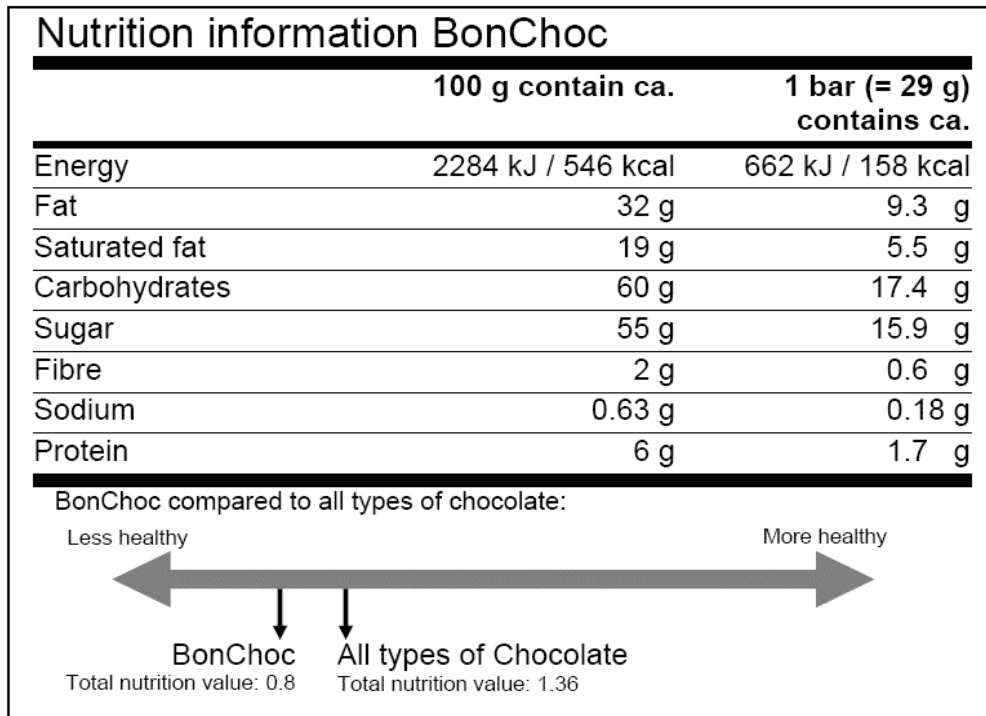 Nutrition information BonChoc
100 g contain ca. 1 bar (= 29 g)
contains ca.
Energy 2284 kJ / 546 kcal 662 kJ / 158 kcal
Fat 32 g 9.3 g
Saturated fat 19 g 5.5 g
Carbohydrates 60 g 17.4 g
Sugar 55 g 15.9 g
Fibre 2 g 0.6 g
Sodium 0.63 g 0.18 g
Protein 6 g 1.7 g
BonChoc compared to all types of chocolate:
Less healthy More healthy
BonChoc All types of Chocolate
Total nutrition value: 0.8 Total nutrition value: 1.36